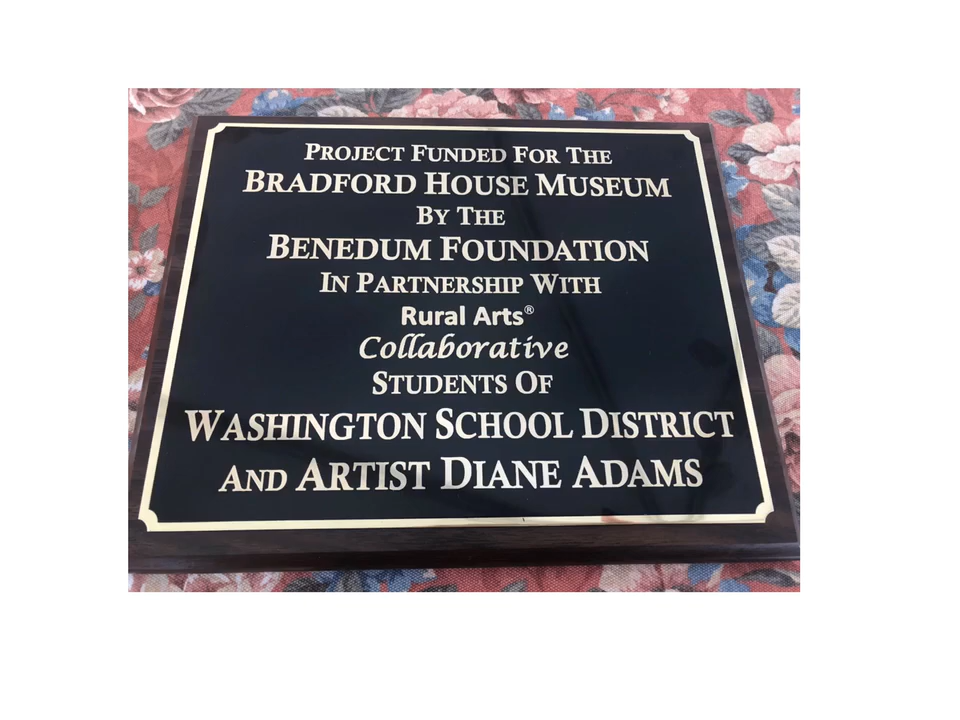 PROJECT FUNDED FOR THE
BRADFORD HOUSE MUSEUM
BY THE
BENEDUM FOUNDATION
IN PARTNERSHIP WITH
Rural Arts®
Collaborative
STUDENTS OF
WASHINGTON SCHOOL DISTRICT
AND ARTIST DIANE ADAMS